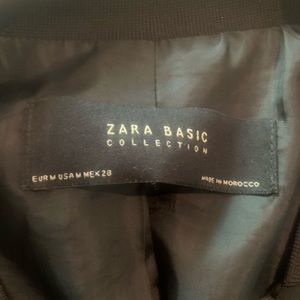 ZARA BASIC
COLLECTION
EUR M USA M MEX 28
MADE IN MOROCCO